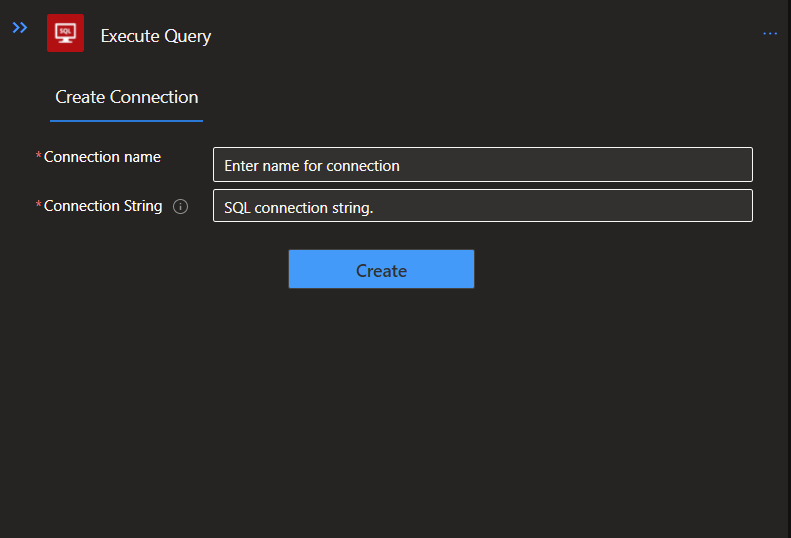 SQL
Execute Query
...
Create Connection
*Connection name
Enter name for connection
*Connection String
SQL connection string.
Create